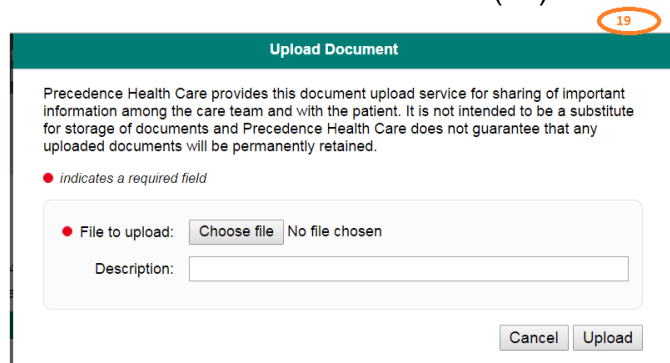 19
Upload Document
Precedence Health Care provides this document upload service for sharing of important
information among the care team and with the patient. It is not intended to be a substitute
for storage of documents and Precedence Health Care does not guarantee that any
uploaded documents will be permanently retained.
indicates a required field
File to upload: Choose file No file chosen
Description:
Cancel Upload